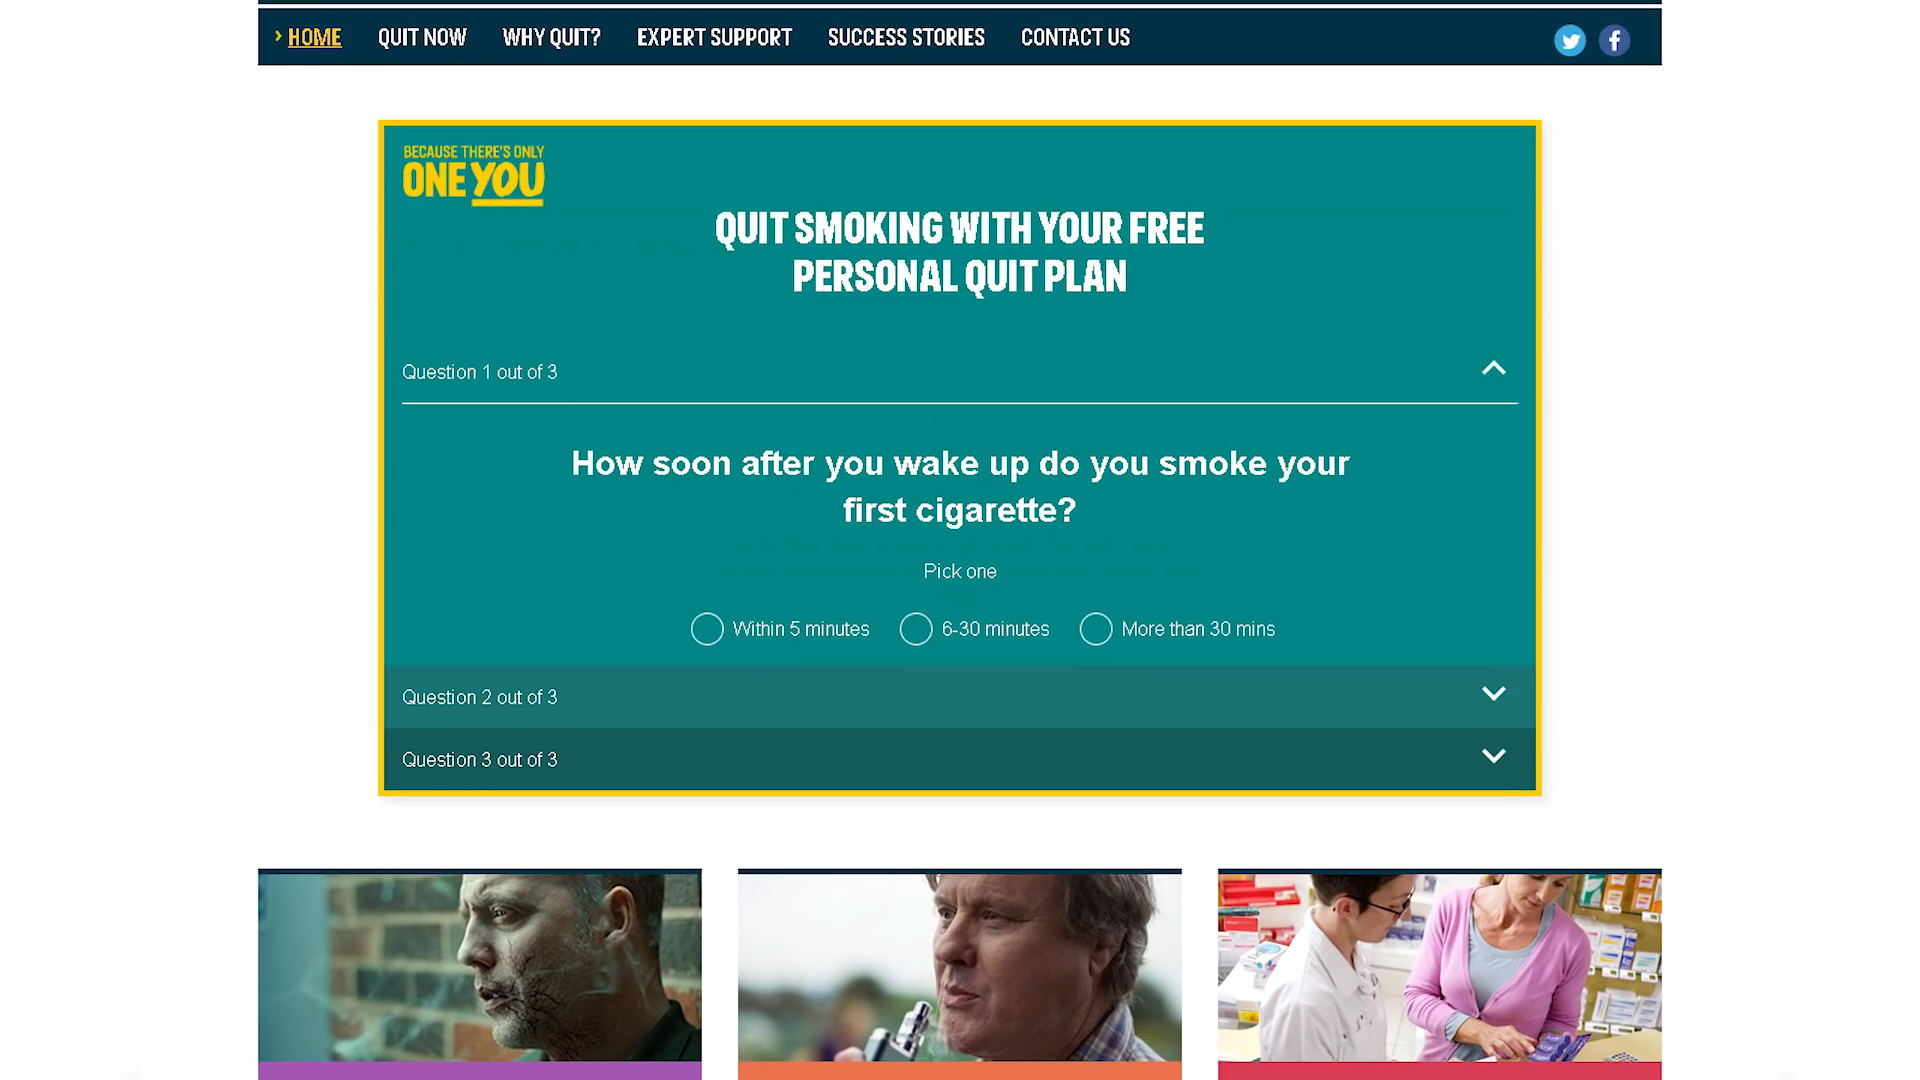 HOME QUIT NOW WHY QUIT? EXPERT SUPPORT SUCCESS STORIES CONTACT US
BECAUSE THERE'S ONLY
ONE YOU
QUIT SMOKING WITH YOUR FREE
PERSONAL QUIT PLAN
Question 1 out of 3
How soon after you wake up do you smoke your
first cigarette?
Pick one
Within 5 minutes 6-30 minutes More than 30 mins
Question 2 out of 3
Question 3 out of 3